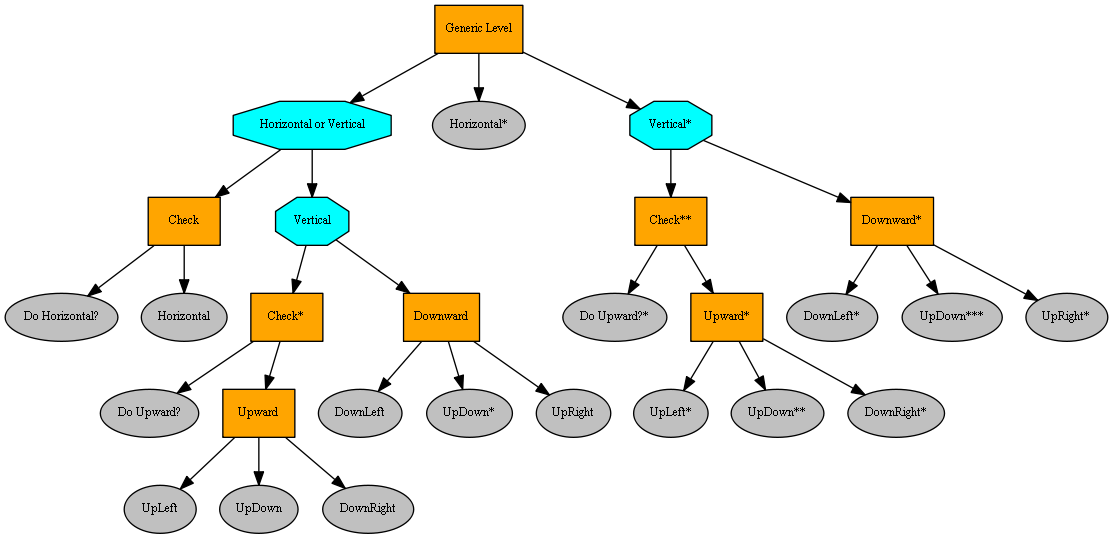 Generic Level
Horizontal or Vertical
Horizontal*
Vertical*
Check
Vertical
Check**
Downward*
Do Horizontal?
Horizontal
Check*
Downward
Do Upward?*
Upward*
DownLeft*
UpDown***
UpRight*
Do Upward?
Upward
DownLeft
UpDown*
UpRight
UpLeft*
UpDown**
DownRight*
UpLeft
UpDown
DownRight